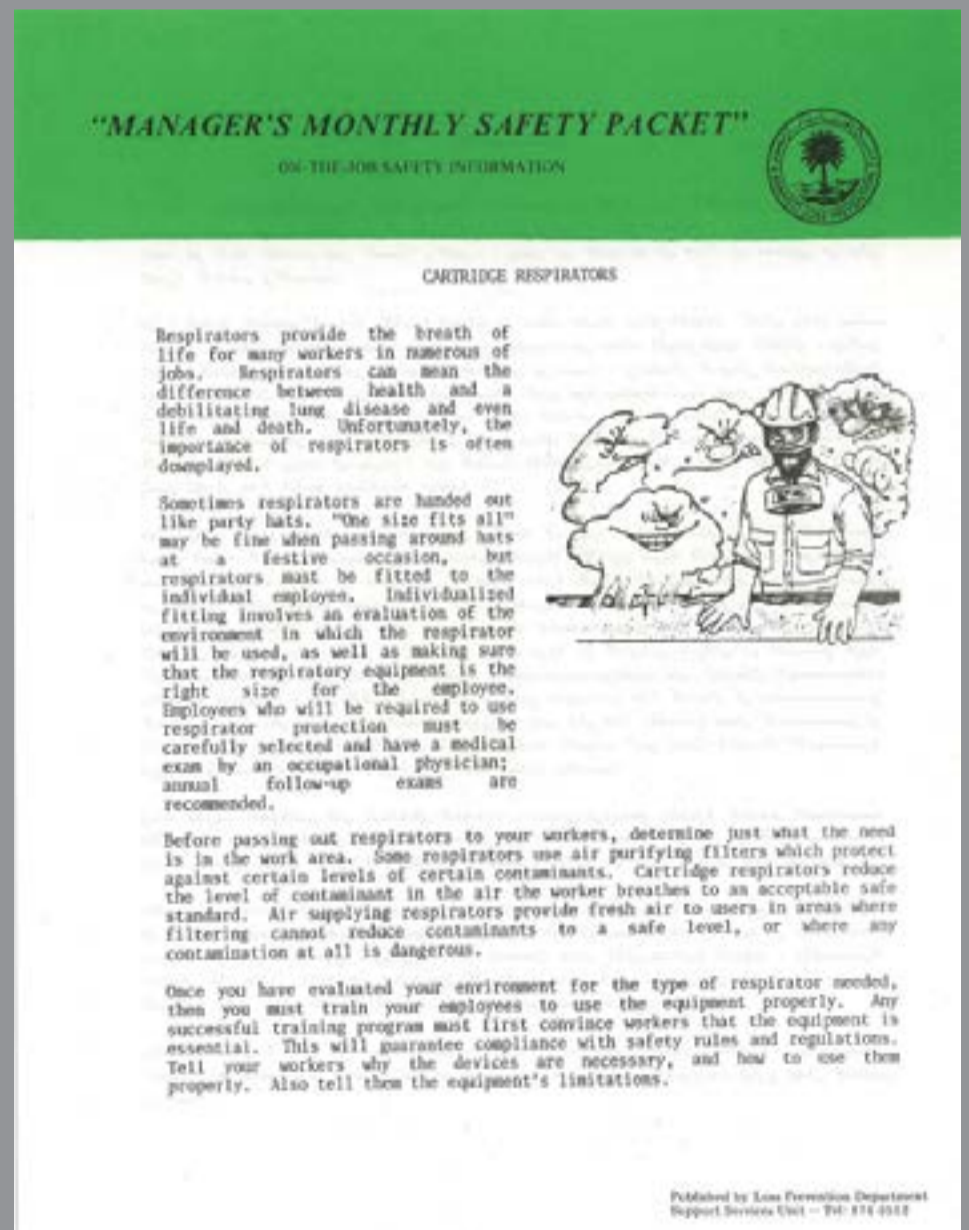 "MANAGER'S MONTHLY SAFETY PACKET"
ON-THE-JOB SAFETY INFORMATION
CARTRIDGE RESPIRATORS
Respirators provide the breath of
life for many workers in numerous of
jobs. Respirators can mean the
difference between health and a
debilitating lung disease and even
life and death. Unfortunately, the
importance of respirators is often
downplayed.
Sometimes respirators are handed out
like party hats. "One size fits all"
may be fine when passing around hats
at a festive occasion, but
respirators must be fitted to the
individual employee. Individualized
fitting involves an evaluation of the
environment in which the respirator
will be used, as well as making sure
that the respiratory equipment is the
right size for the employee.
Employees who will be required to use
respirator protection must be
carefully selected and have a medical
exam by an occupational physician;
annual follow-up exams are
recommended.
Before passing out respirators to your workers, determine just what the need
is in the work area. Some respirators use air purifying filters which protect
against certain levels of certain contaminants. Cartridge respirators reduce
the level of contaminant in the air the worker breathes to an acceptable safe
standard. Air supplying respirators provide fresh air to users in areas where
filtering cannot reduce contaminants to a safe level, or where any
contamination at all is dangerous.
Once you have evaluated your environment for the type of respirator needed,
then you must train your employees to use the equipment properly. Any
successful training program must first convince workers that the equipment is
essential. This will guarantee compliance with safety rules and regulations.
Tell your workers why the devices are necessary, and how to use them
properly. Also tell them the equipment's limitations.
Published by Loss Prevention Department
Support Services Unit — Tel: